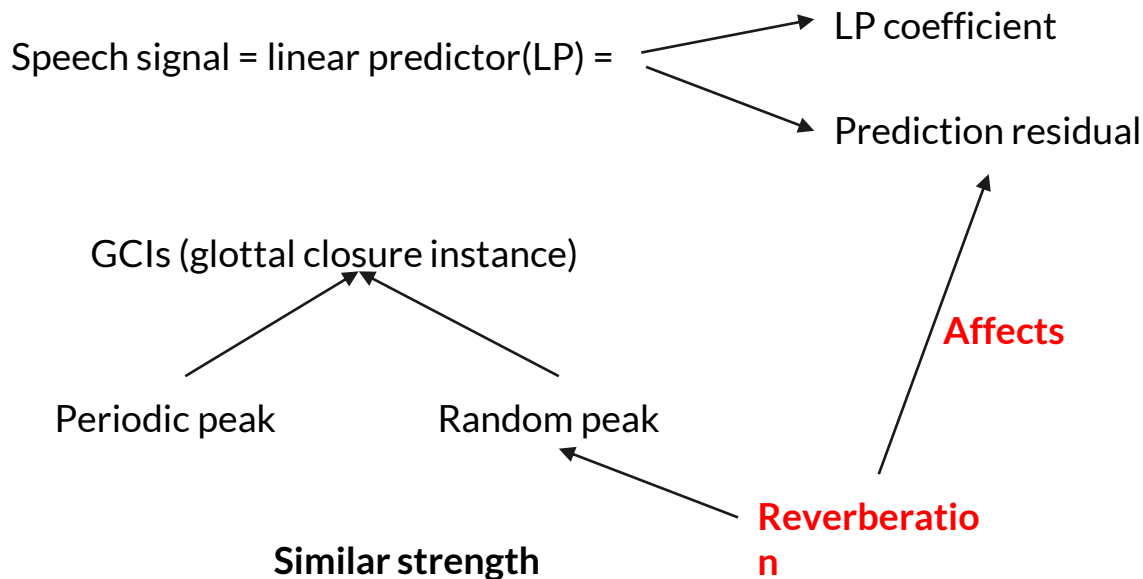 LP coefficient
Speech signal = linear predictor(LP) =
Prediction residual
GCIs (glottal closure instance)
Affects
Periodic peak
Random peak
Reverberatio
n
Similar strength